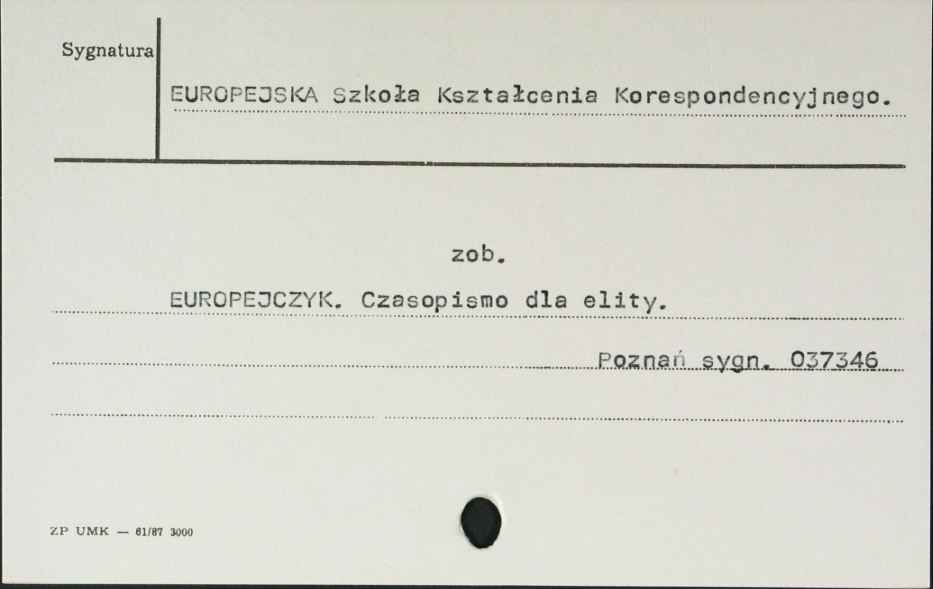 Sygnatura
EUROPEJSKA Szkoła Kształcenia Korespondencyjnego.
zob.
EUROPEJCZYK. Czasopismo dla elity.
Poznań sygn. 037346
ZP UMK — 61/87 3000